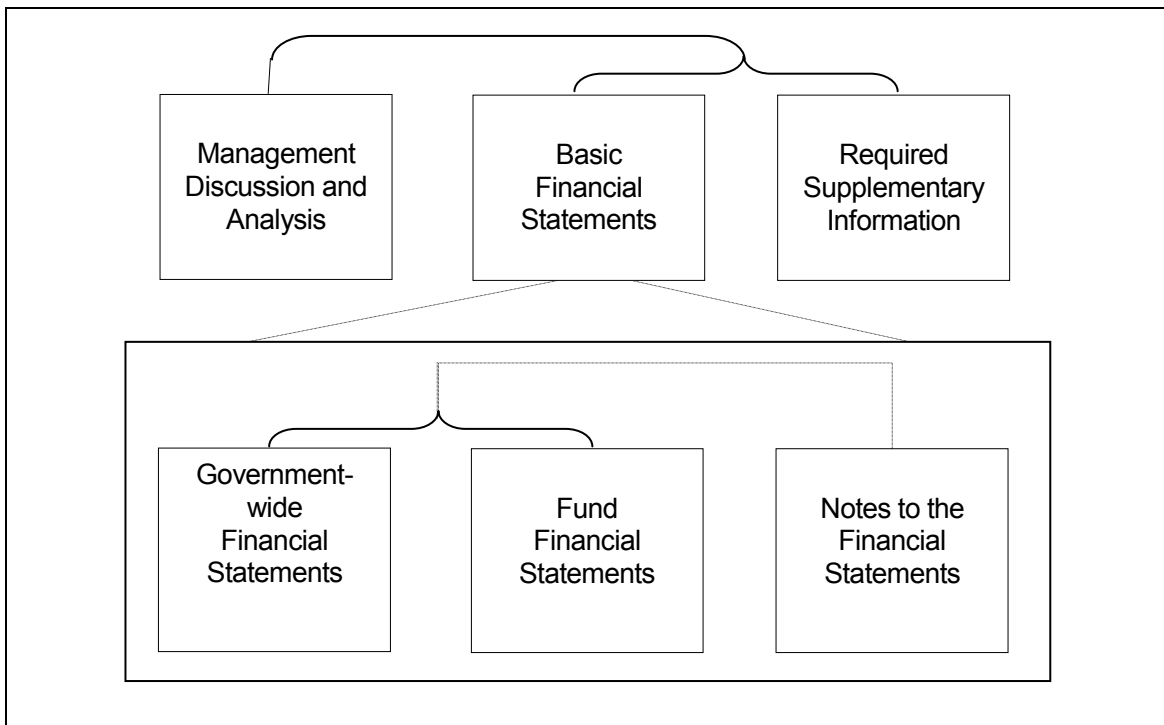 Management
Discussion and
Analysis
Basic
Financial
Statements
Required
Supplementary
Information
Government-
wide
Financial
Statements
Fund
Financial
Statements
Notes to the
Financial
Statements